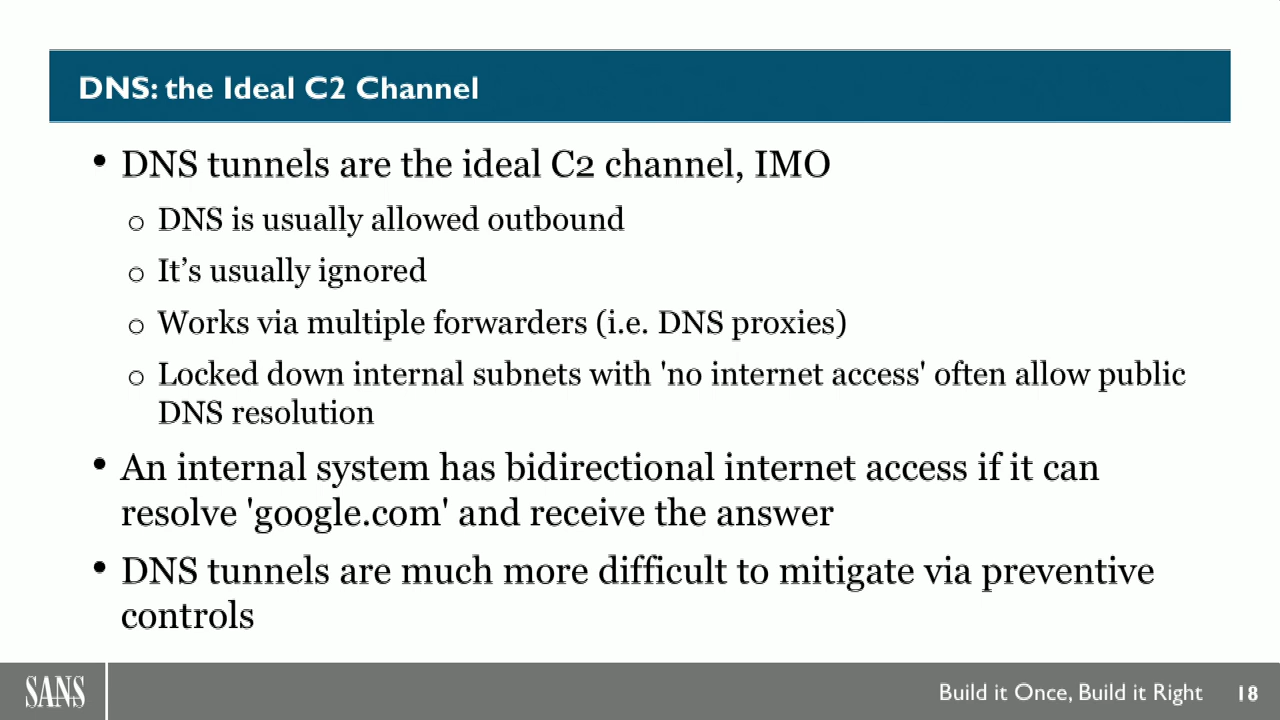 DNS: the Ideal C2 Channel
• DNS tunnels are the ideal C2 channel, IMO
o DNS is usually allowed outbound
o It’s usually ignored
o Works via multiple forwarders (i.e. DNS proxies)
o Locked down internal subnets with 'no internet access' often allow public
DNS resolution
• An internal system has bidirectional internet access if it can
resolve 'google.com' and receive the answer
• DNS tunnels are much more difficult to mitigate via preventive
controls
SANS
Build it Once, Build it Right 18